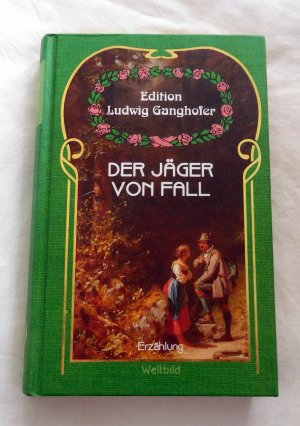 Edition
Ludwig Ganghofer
DER JÄGER
VON FALL
Erzählung
Weltbild